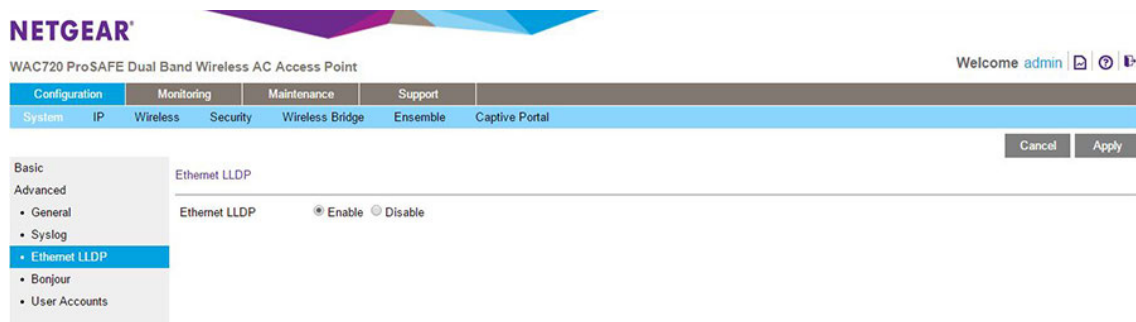 NETGEAR®
WAC720 ProSAFE Dual Band Wireless AC Access Point
Welcome admin
Configuration Monitoring Maintenance Support
System IP Wireless Security Wireless Bridge Ensemble Captive Portal
Cancel Apply
Basic
Advanced
• General
• Syslog
• Ethernet LLDP
• Bonjour
• User Accounts
Ethernet LLDP
Ethernet LLDP Enable Disable